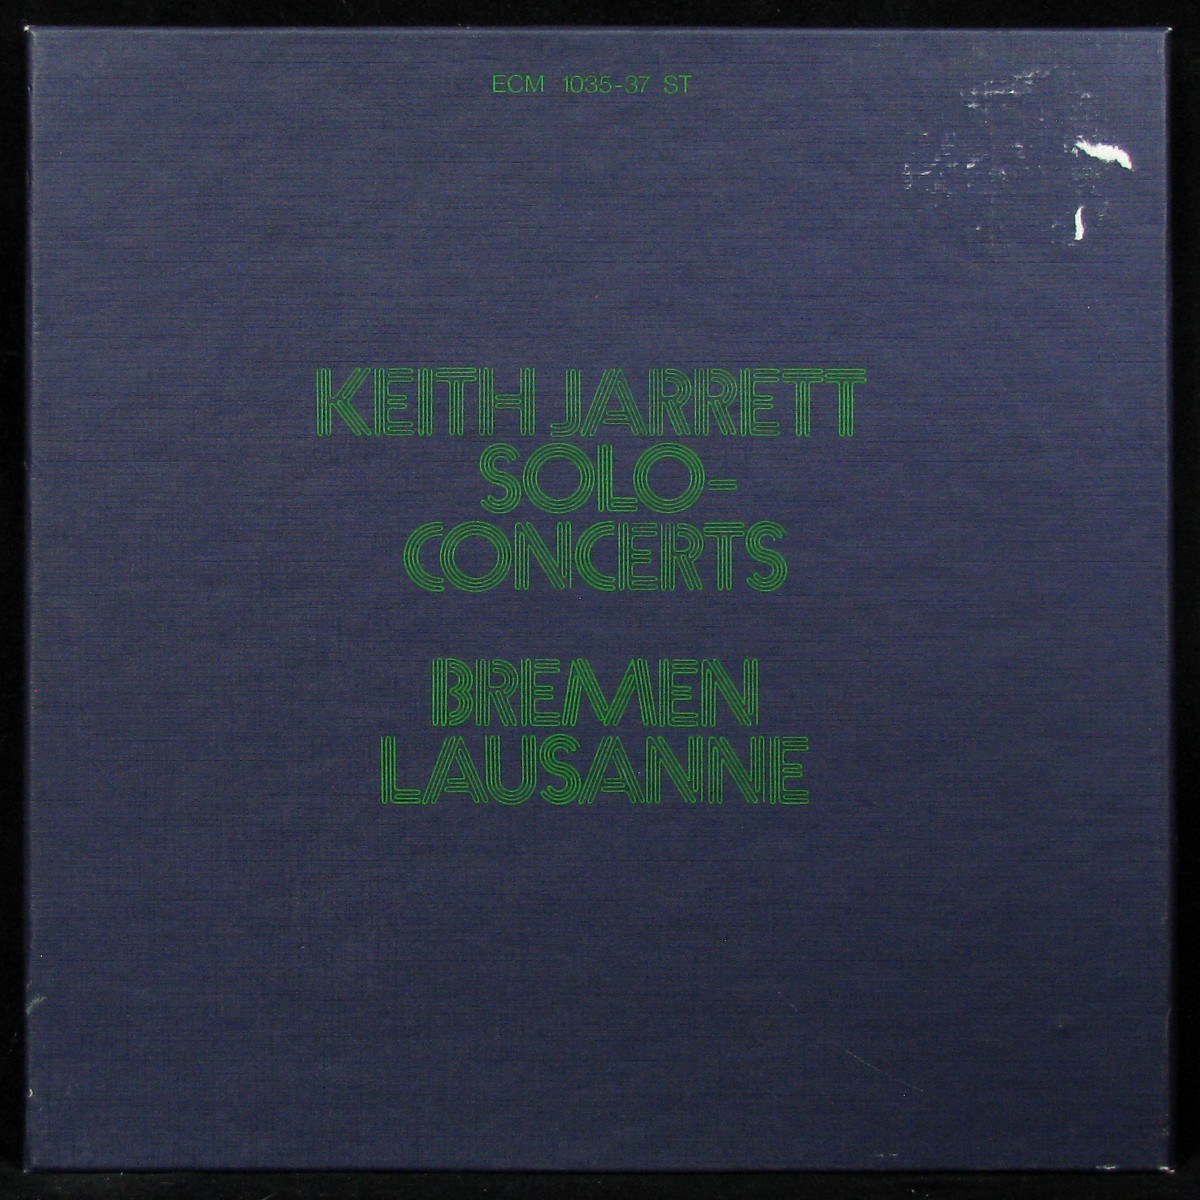 ECM 1035-37 ST
KEITH JARRETT
SOLO-
CONCERTS
BREMEN
LAUSANNE